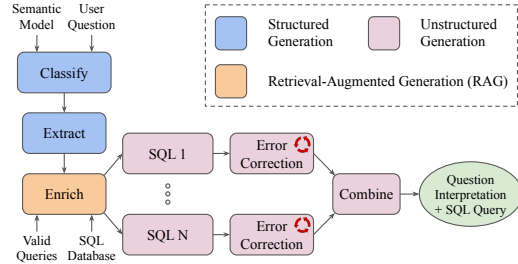 Semantic
Model
User
Question
Classify
Extract
Enrich
Valid
Queries
SQL
Database
SQL 1
SQL N
Error
Correction
Error
Correction
Combine
Question
Interpretation
+ SQL Query
Structured
Generation
Unstructured
Generation
Retrieval-Augmented Generation (RAG)